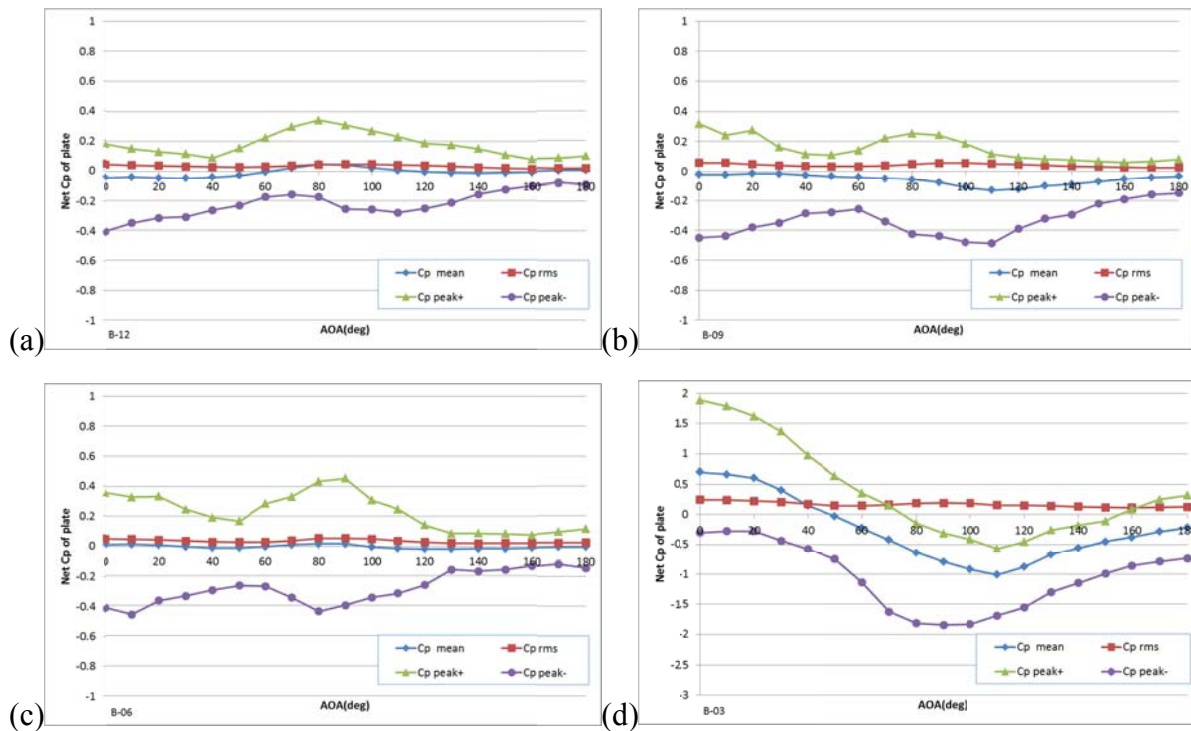 (a)
1
0.8
0.6
0.4
0.2
0
-0.2
-0.4
-0.6
-0.8
-1
Net Cp of plate
0 20 40 60 80 100 120 140 160 180
Cp mean Cp rms
Cp peak+ Cp peak-
AOA(deg)
B-12
(b)
1
0.8
0.6
0.4
0.2
0
-0.2
-0.4
-0.6
-0.8
-1
Net Cp of plate
0 20 40 60 80 100 120 140 160 180
Cp mean Cp rms
Cp peak+ Cp peak-
AOA(deg)
B-09
(c)
1
0.8
0.6
0.4
0.2
0
-0.2
-0.4
-0.6
-0.8
-1
Net Cp of plate
0 20 40 60 80 100 120 140 160 180
Cp mean Cp rms
Cp peak+ Cp peak-
AOA(deg)
B-06
(d)
2
1.5
1
0.5
0
-0.5
-1
-1.5
-2
-2.5
-3
Net Cp of plate
0 20 40 60 80 100 120 140 160 18
Cp mean Cp rms
Cp peak+ Cp peak-
AOA(deg)
B-03